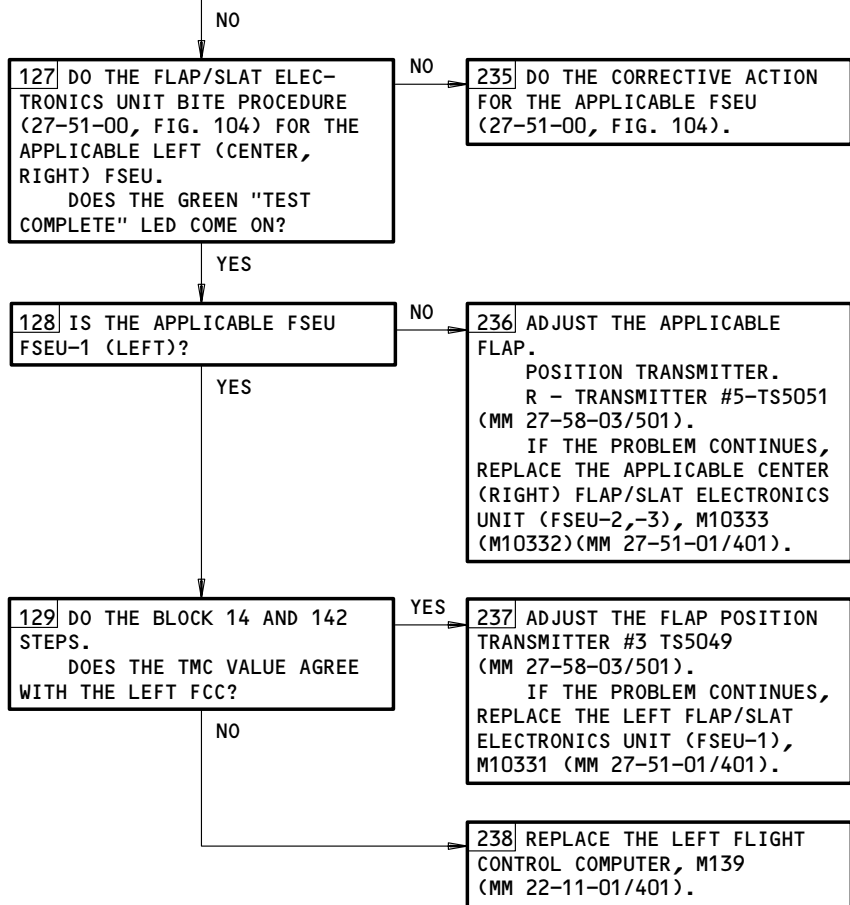 NO
127 DO THE FLAP/SLAT ELEC-
TRONICS UNIT BITE PROCEDURE
(27-51-00, FIG. 104) FOR THE
APPLICABLE LEFT (CENTER,
RIGHT) FSEU.
DOES THE GREEN "TEST
COMPLETE" LED COME ON?
NO
235 DO THE CORRECTIVE ACTION
FOR THE APPLICABLE FSEU
(27-51-00, FIG. 104).
YES
128 IS THE APPLICABLE FSEU
FSEU-1 (LEFT)?
NO
236 ADJUST THE APPLICABLE
FLAP.
POSITION TRANSMITTER.
R - TRANSMITTER #5-TS5051
(MM 27-58-03/501).
IF THE PROBLEM CONTINUES,
REPLACE THE APPLICABLE CENTER
(RIGHT) FLAP/SLAT ELECTRONICS
UNIT (FSEU-2,-3), M10333
(M10332)(MM 27-51-01/401).
YES
129 DO THE BLOCK 14 AND 142
STEPS.
DOES THE TMC VALUE AGREE
WITH THE LEFT FCC?
YES
237 ADJUST THE FLAP POSITION
TRANSMITTER #3 TS5049
(MM 27-58-03/501).
IF THE PROBLEM CONTINUES,
REPLACE THE LEFT FLAP/SLAT
ELECTRONICS UNIT (FSEU-1),
M10331 (MM 27-51-01/401).
NO
238 REPLACE THE LEFT FLIGHT
CONTROL COMPUTER, M139
(MM 22-11-01/401).